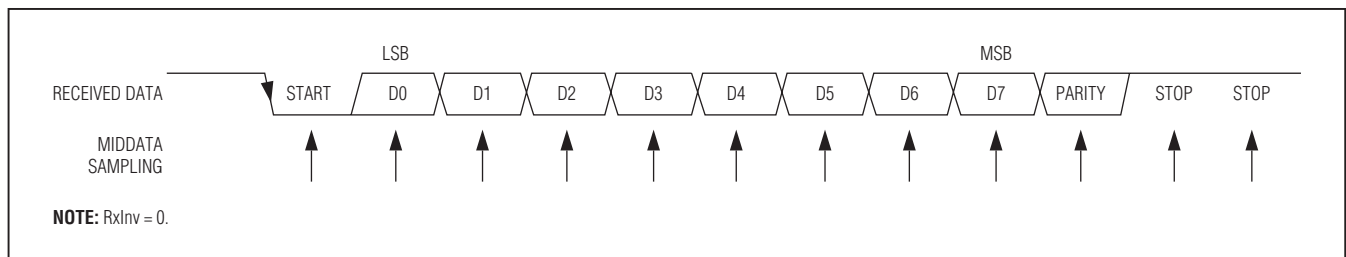 LSB MSB
RECEIVED DATA START D0 D1 D2 D3 D4 D5 D6 D7 PARITY STOP STOP
MIDDATA
SAMPLING
NOTE: RxInv = 0.